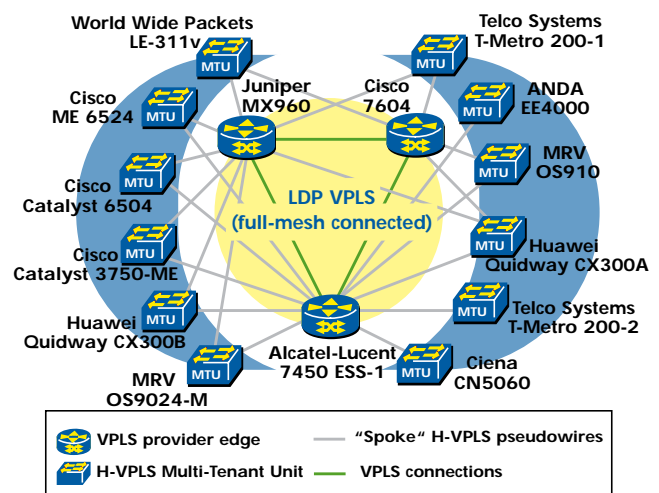 World Wide Packets
LE-311v
MTU
Telco Systems
T-Metro 200-1
MTU
Juniper
MX960
Cisco
7604
Cisco
ME 6524
MTU
ANDA
EE4000
MTU
MRV
OS910
MTU
Cisco
Catalyst 6504
MTU
LDP VPLS
(full-mesh connected)
Cisco
Catalyst 3750-ME
MTU
Huawei
Quidway CX300A
MTU
Huawei
Quidway CX300B
MTU
Telco Systems
T-Metro 200-2
MTU
Alcatel-Lucent
7450 ESS-1
MRV
OS9024-M
MTU
Ciena
CN5060
MTU
VPLS provider edge
“Spoke“ H-VPLS pseudowires
MTU
H-VPLS Multi-Tenant Unit
VPLS connections